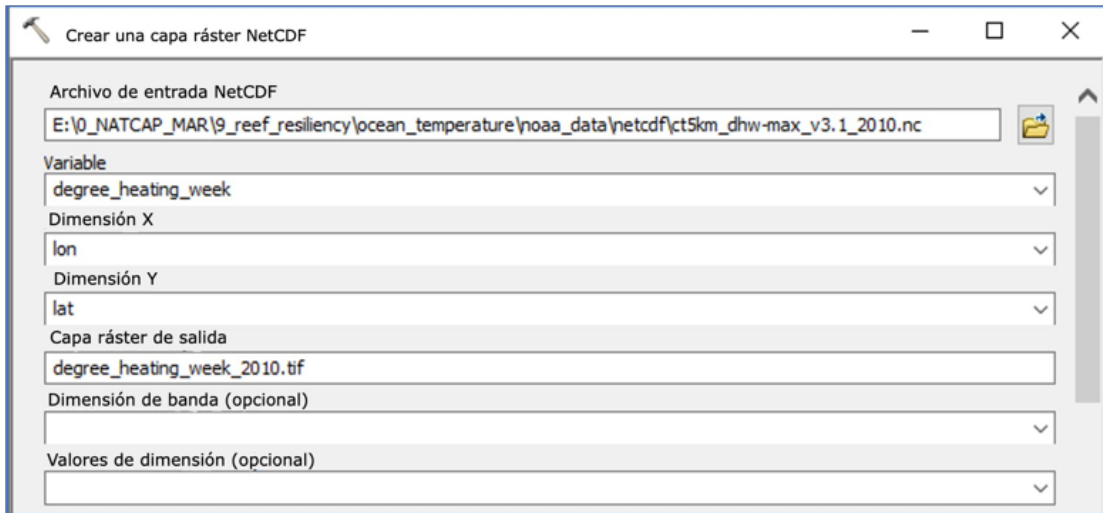 Crear una capa ráster NetCDF
Archivo de entrada NetCDF
E:\0_NATCAP_MAR\9_reef_resiliency\ocean_temperature\noaa_data\netcdf\ct5km_dhw-max_v3.1_2010.nc
Variable
degree_heating_week
Dimensión X
lon
Dimensión Y
lat
Capa ráster de salida
degree_heating_week_2010.tif
Dimensión de banda (opcional)
Valores de dimensión (opcional)